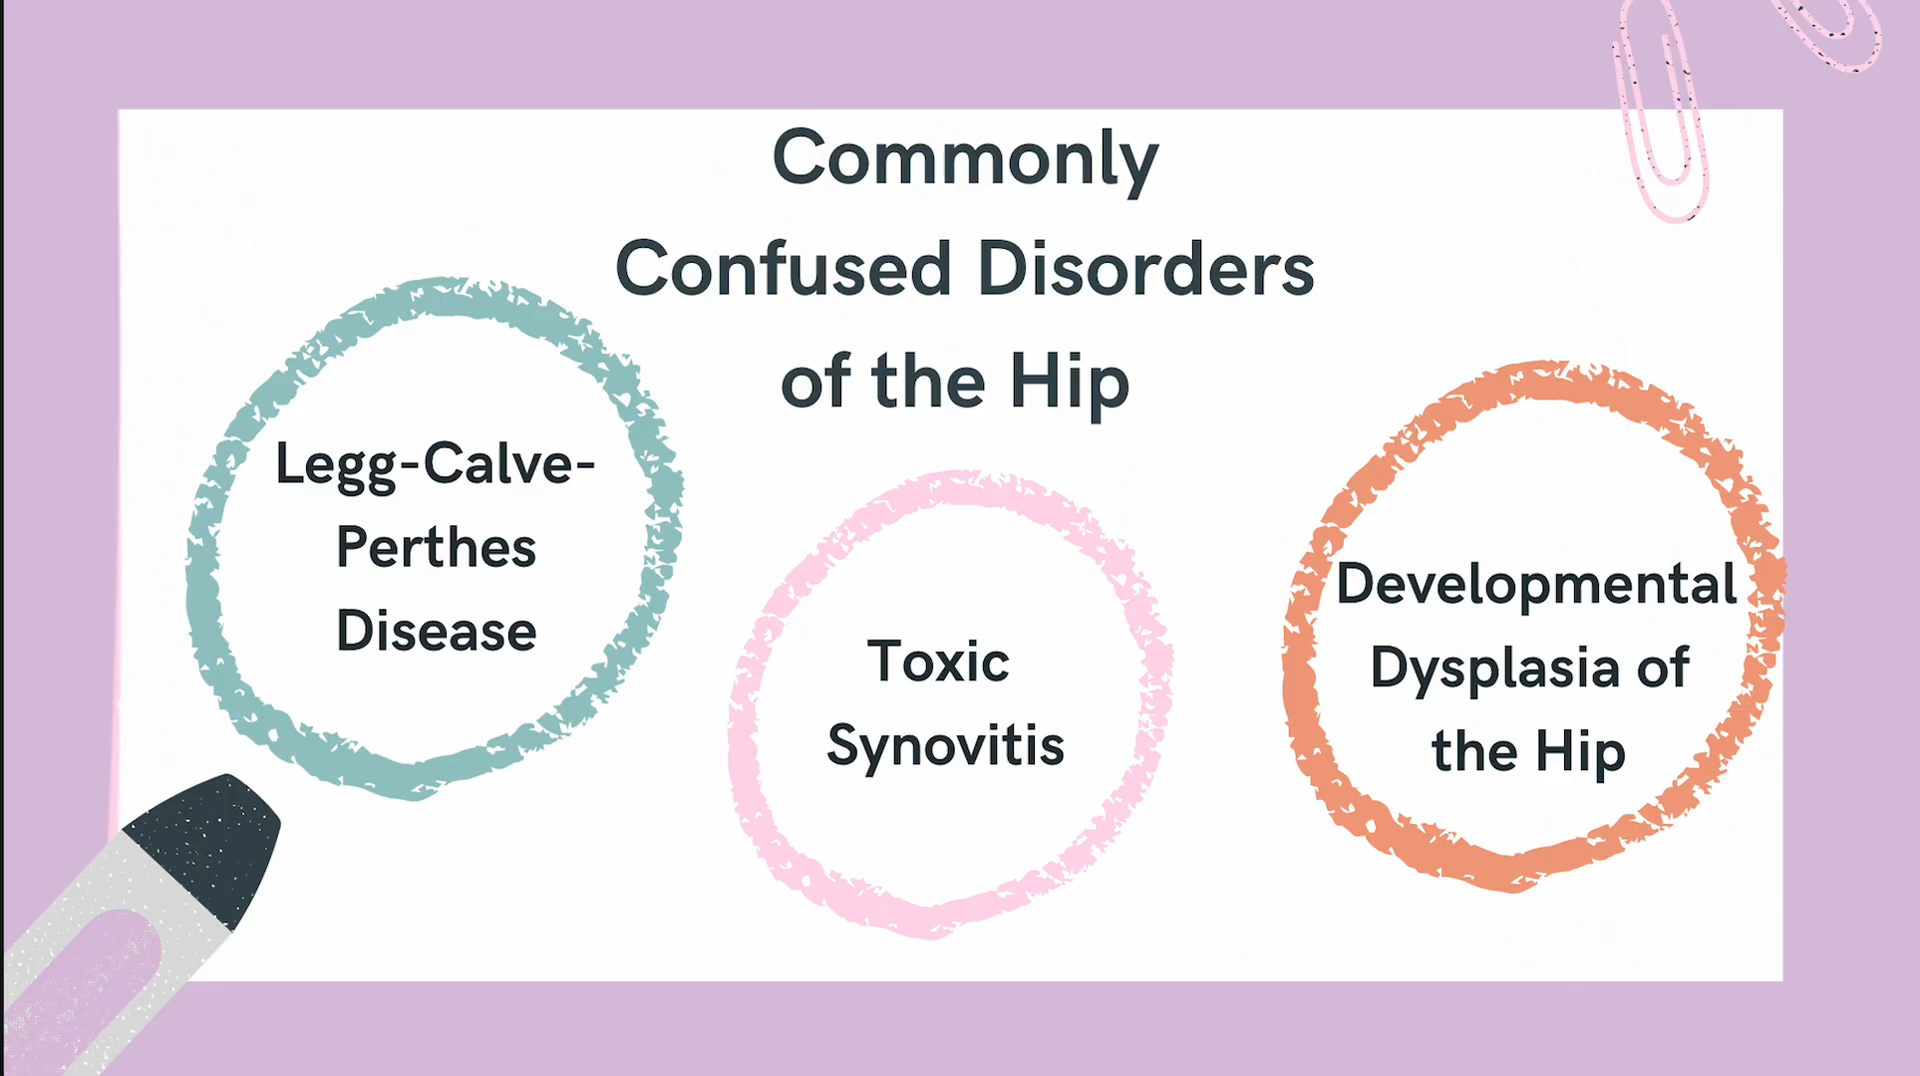 Commonly
Confused Disorders
of the Hip
Legg-Calve-
Perthes
Disease
Toxic
Synovitis
Developmental
Dysplasia of
the Hip